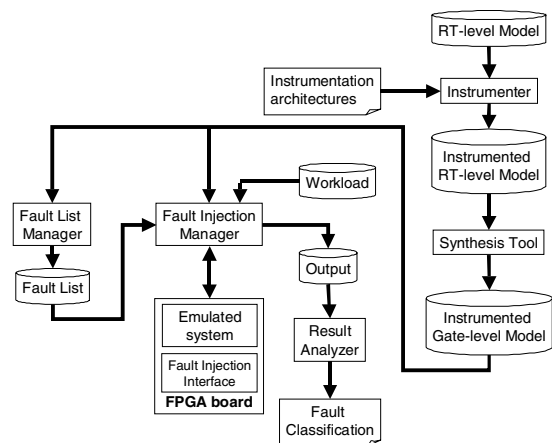 RT-level Model
Instrumentation
architectures
Instrumenter
Instrumented
RT-level Model
Workload
Fault List
Manager
Fault Injection
Manager
Synthesis Tool
Fault List
Output
Emulated
system
Fault Injection
Interface
FPGA board
Result
Analyzer
Instrumented
Gate-level Model
Fault
Classification